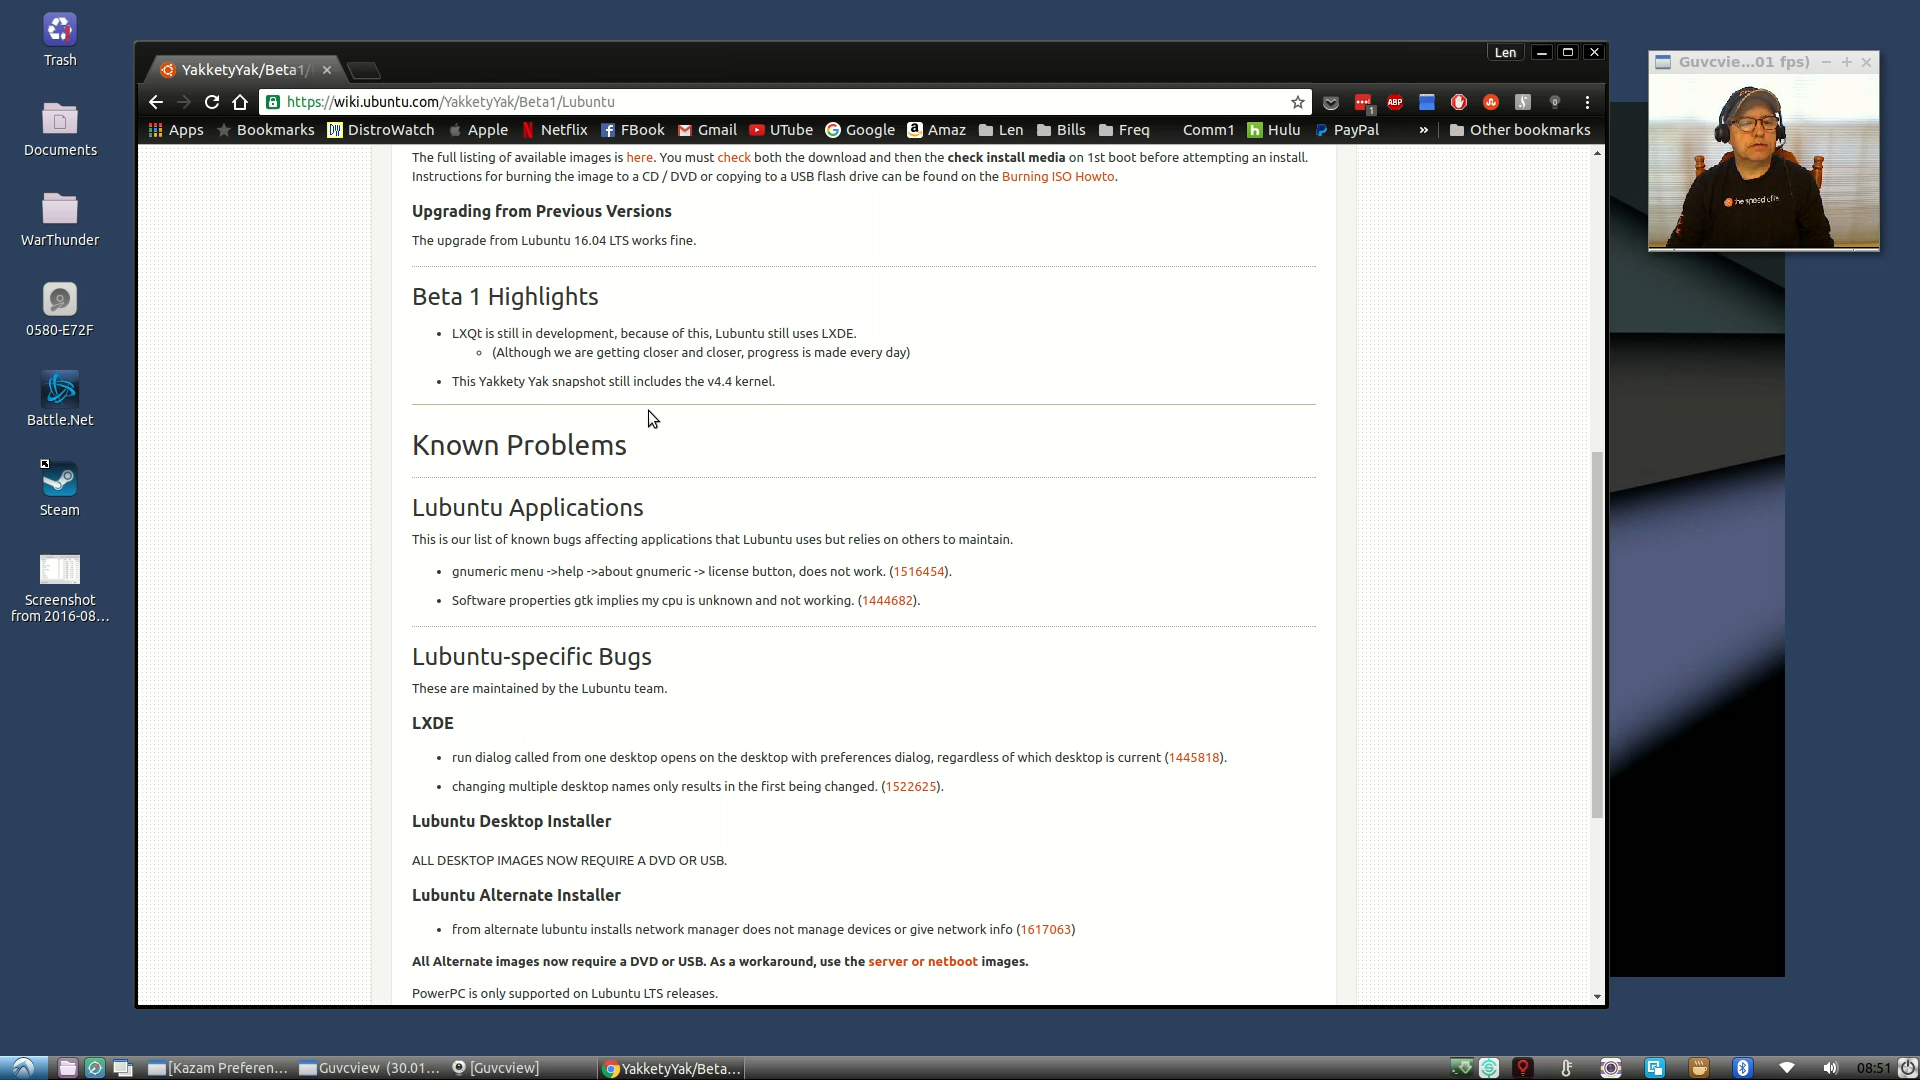 Trash
Documents
WarThunder
0580-E72F
Battle.Net
Steam
Screenshot
from 2016-08...
Len
YakketyYak/Beta1/
https://wiki.ubuntu.com/YakketyYak/Beta1/Lubuntu
ABP
1
Apps Bookmarks DW DistroWatch Apple Netflix FBook Gmail UTube Google Amaz Len Bills Freq Comm1 Hulu PayPal » Other bookmarks
The full listing of available images is here. You must check both the download and then the check install media on 1st boot before attempting an install.
Instructions for burning the image to a CD / DVD or copying to a USB flash drive can be found on the Burning ISO Howto.
Upgrading from Previous Versions
The upgrade from Lubuntu 16.04 LTS works fine.
Beta 1 Highlights
LXQt is still in development, because of this, Lubuntu still uses LXDE.
(Although we are getting closer and closer, progress is made every day)
This Yakkety Yak snapshot still includes the v4.4 kernel.
Known Problems
Lubuntu Applications
This is our list of known bugs affecting applications that Lubuntu uses but relies on others to maintain.
gnumeric menu ->help ->about gnumeric -> license button, does not work. (1516454).
Software properties gtk implies my cpu is unknown and not working. (1444682).
Lubuntu-specific Bugs
These are maintained by the Lubuntu team.
LXDE
run dialog called from one desktop opens on the desktop with preferences dialog, regardless of which desktop is current (1445818).
changing multiple desktop names only results in the first being changed. (1522625).
Lubuntu Desktop Installer
ALL DESKTOP IMAGES NOW REQUIRE A DVD OR USB.
Lubuntu Alternate Installer
from alternate lubuntu installs network manager does not manage devices or give network info (1617063)
All Alternate images now require a DVD or USB. As a workaround, use the server or netboot images.
PowerPC is only supported on Lubuntu LTS releases.
Guvcvie...01 fps)
the speed of
[Kazam Preferen... Guvcview (30.01... [Guvcview] YakketyYak/Beta...
08:51